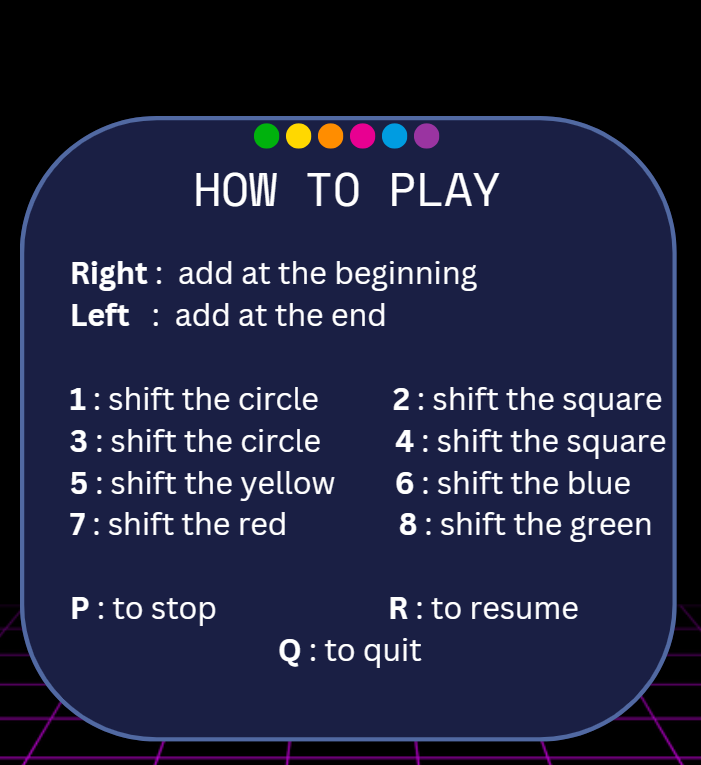 HOW TO PLAY
Right : add at the beginning
Left : add at the end
1 : shift the circle 2 : shift the square
3 : shift the circle 4 : shift the square
5 : shift the yellow 6 : shift the blue
7 : shift the red 8 : shift the green
P : to stop R : to resume
Q : to quit